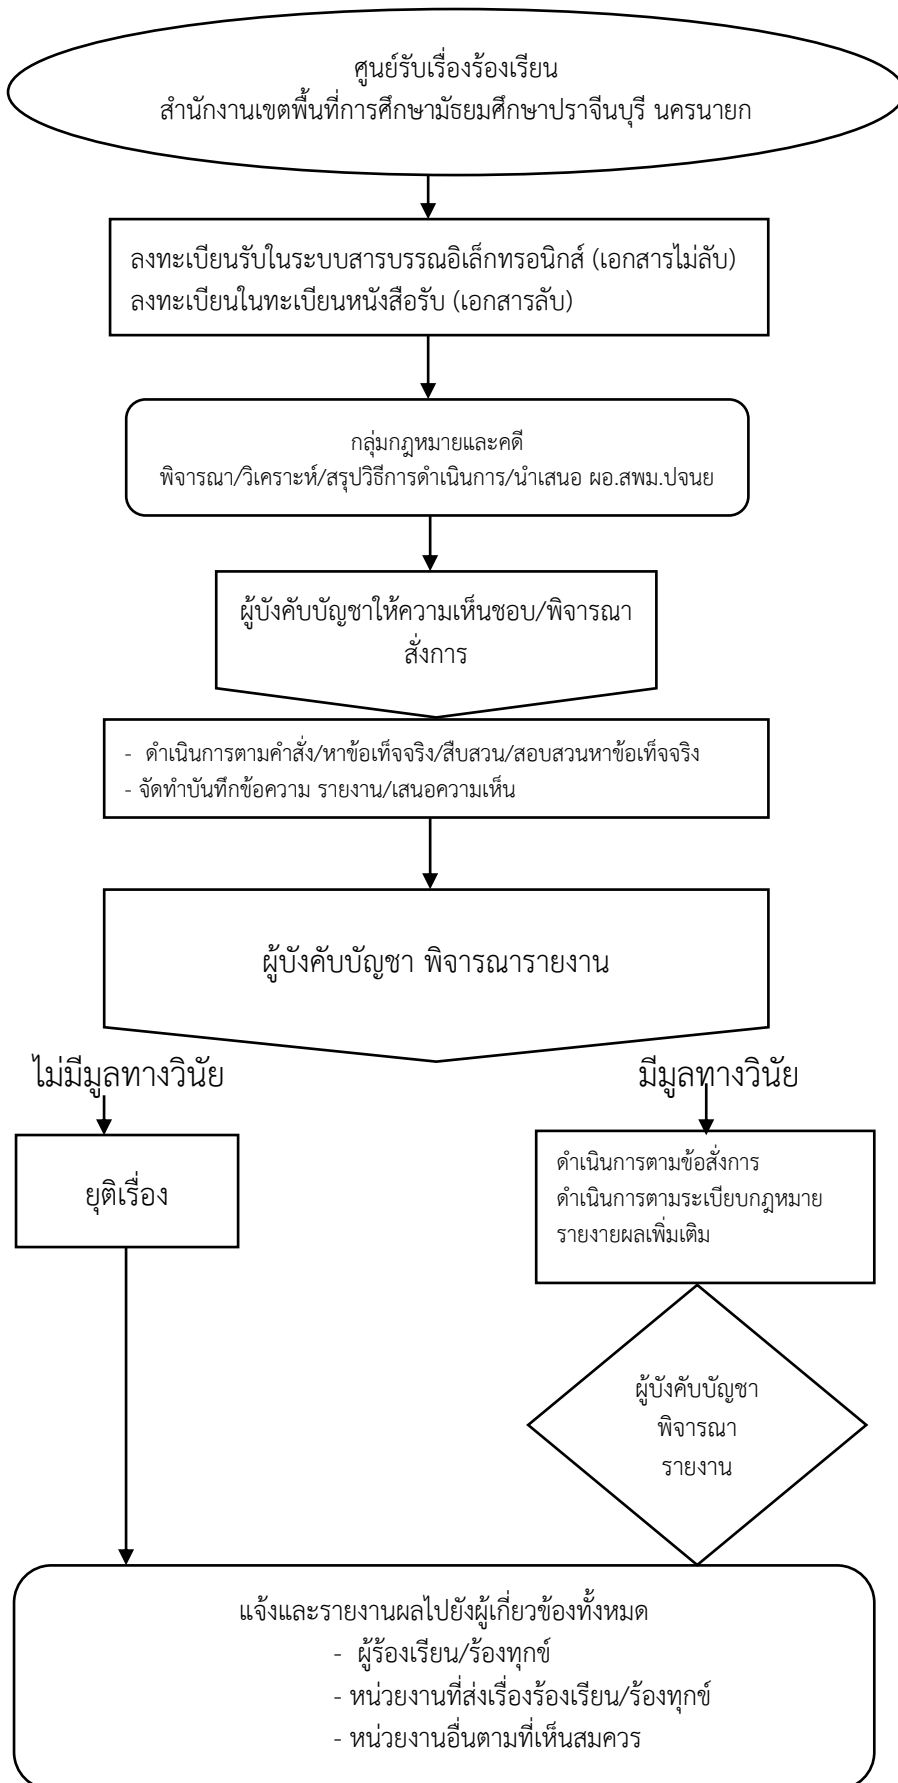 ศูนย์รับเรื่องร้องเรียน
สำนักงานเขตพื้นที่การศึกษามัธยมศึกษาปราจีนบุรี นครนายก
ลงทะเบียนรับในระบบสารบรรณอิเล็กทรอนิกส์ (เอกสารไม่ลับ)
ลงทะเบียนในทะเบียนหนังสือรับ (เอกสารลับ)
กลุ่มกฎหมายและคดี
พิจารณา/วิเคราะห์/สรุปวิธีการดำเนินการ/นำเสนอ ผอ.สพม.ปจนย
ผู้บังคับบัญชาให้ความเห็นชอบ/พิจารณา
สั่งการ
- ดำเนินการตามคำสั่ง/หาข้อเท็จจริง/สืบสวน/สอบสวนหาข้อเท็จจริง
- จัดทำบันทึกข้อความ รายงาน/เสนอความเห็น
ผู้บังคับบัญชา พิจารณารายงาน
ไม่มีมูลทางวินัย
มีมูลทางวินัย
ยุติเรื่อง
ดำเนินการตามข้อสั่งการ
ดำเนินการตามระเบียบกฎหมาย
รายงายผลเพิ่มเติม
ผู้บังคับบัญชา
พิจารณา
รายงาน
แจ้งและรายงานผลไปยังผู้เกี่ยวข้องทั้งหมด
- ผู้ร้องเรียน/ร้องทุกข์
- หน่วยงานที่ส่งเรื่องร้องเรียน/ร้องทุกข์
- หน่วยงานอื่นตามที่เห็นสมควร